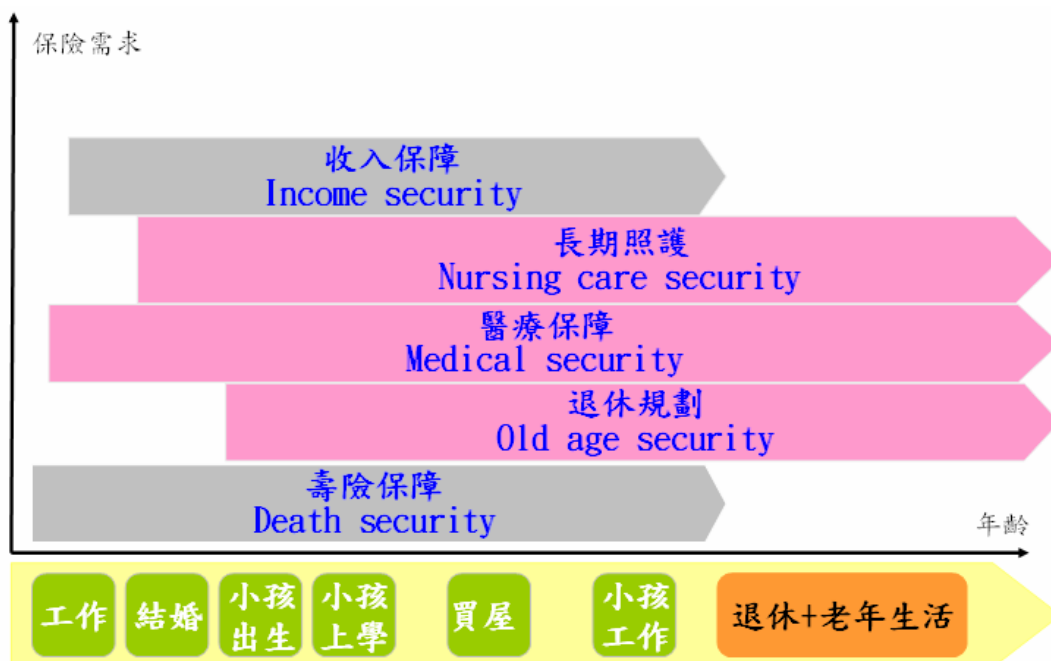 保險需求
收入保障
Income security
長期照護
Nursing care security
醫療保障
Medical security
退休規劃
Old age security
壽險保障
Death security
年齡
工作
結婚
小孩
出生
小孩
上學
買屋
小孩
工作
退休+老年生活